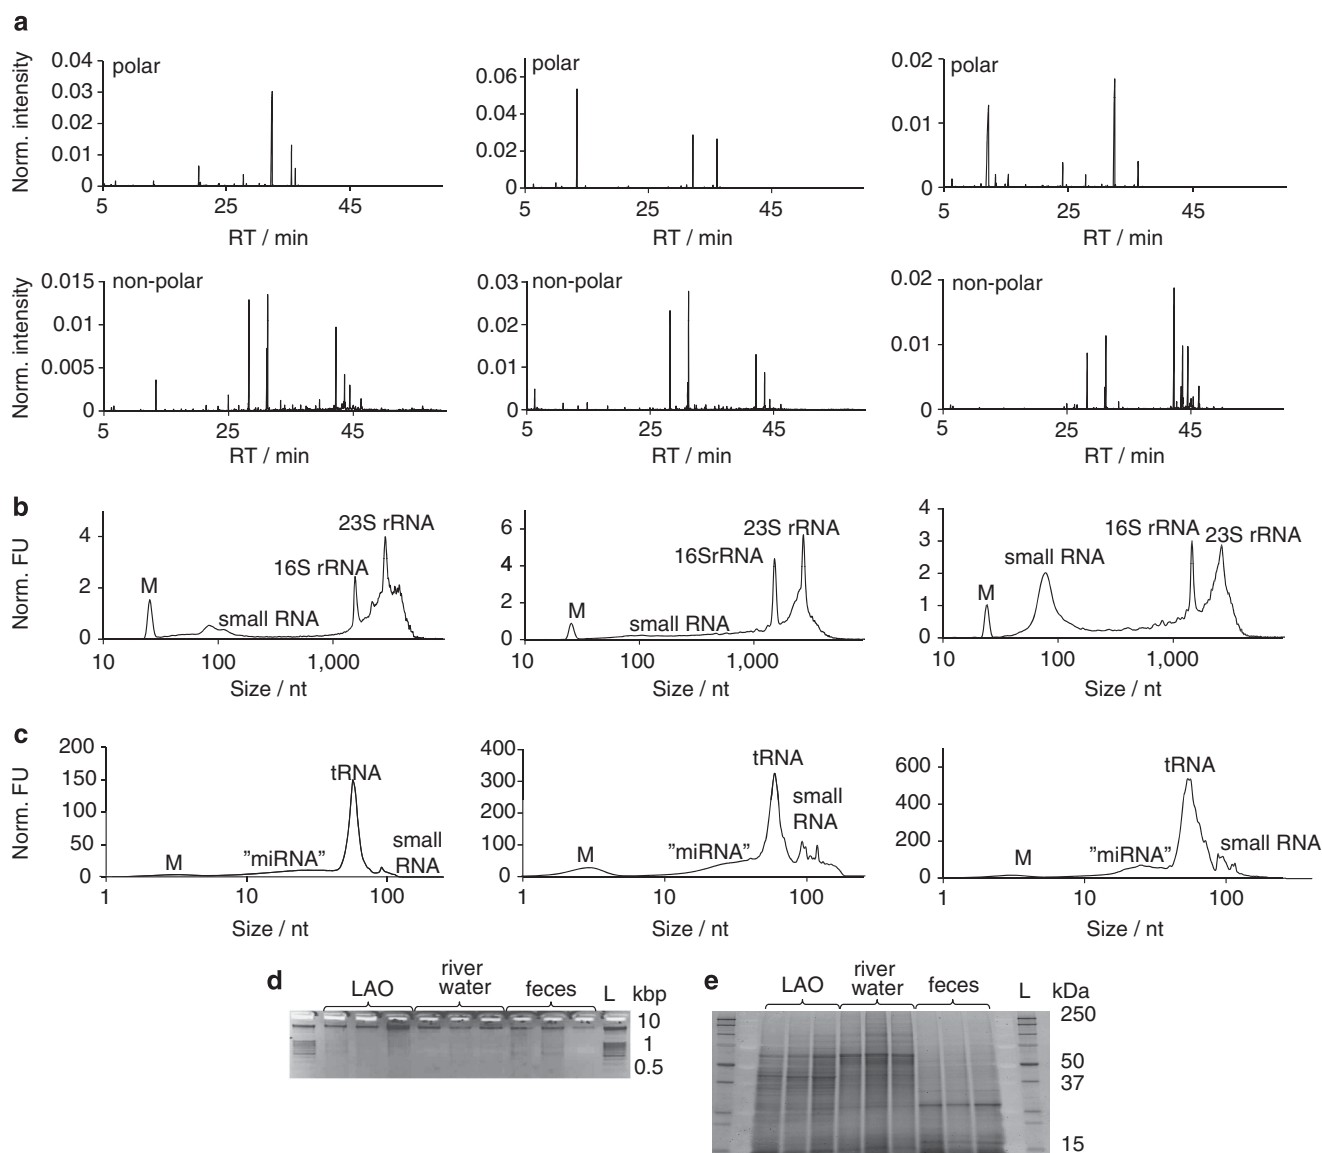 a
Norm. intensity
0.04
0.03
0.02
0.01
0
polar
5 25 45
RT / min
0.06
0.04
0.02
0
polar
5 25 45
RT / min
0.02
0.01
0
polar
5 25 45
RT / min
Norm. intensity
0.015
0.01
0.005
0
non-polar
5 25 45
RT / min
0.03
0.02
0.01
0
non-polar
5 25 45
RT / min
0.02
0.01
0
non-polar
5 25 45
RT / min
b
Norm. FU
4
2
0
M
small RNA
16S rRNA
23S rRNA
10 100 1,000
Size / nt
6
4
2
0
M
small RNA
16SrRNA
23S rRNA
10 100 1,000
Size / nt
4
3
2
1
0
M
small RNA
16S rRNA
23S rRNA
10 100 1,000
Size / nt
c
Norm. FU
200
150
100
50
0
M
"miRNA"
tRNA
small
RNA
1 10 100
Size / nt
400
300
200
100
0
M
"miRNA"
tRNA
small
RNA
1 10 100
Size / nt
600
400
200
0
M
"miRNA"
tRNA
small RNA
1 10 100
Size / nt
d
LAO
river
water
feces
L kbp
10
1
0.5
e
LAO
river
water
feces
L kDa
250
50
37
15